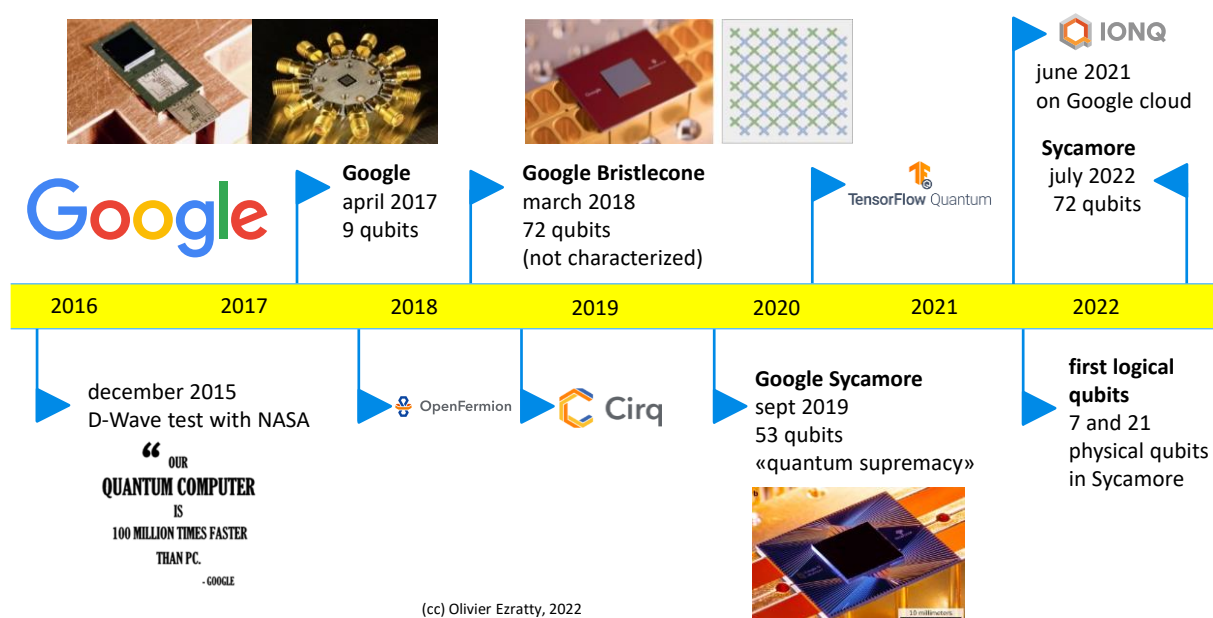 IONQ
june 2021
on Google cloud
Google
Google
april 2017
9 qubits
Google Bristlecone
march 2018
72 qubits
(not characterized)
TensorFlow Quantum
Sycamore
july 2022
72 qubits
2016
2017
2018
2019
2020
2021
2022
december 2015
D-Wave test with NASA
“ OUR
QUANTUM COMPUTER
IS
100 MILLION TIMES FASTER
THAN PC.
- GOOGLE
OpenFermion
Cirq
Google Sycamore
sept 2019
53 qubits
«quantum supremacy»
b
10 millimeters
first logical
qubits
7 and 21
physical qubits
in Sycamore
(cc) Olivier Ezratty, 2022